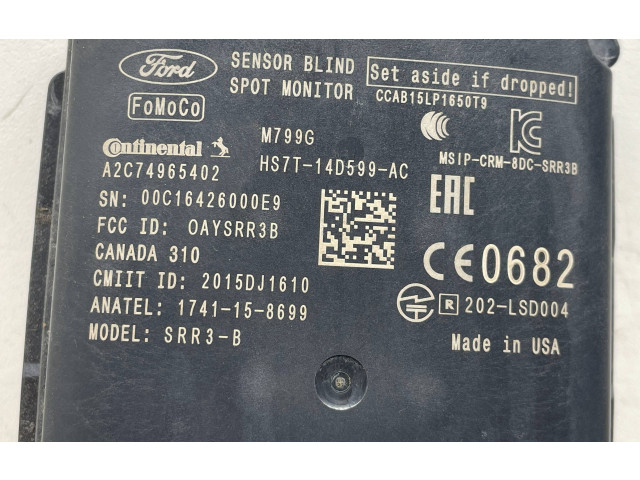 Ford
SENSOR BLIND
SPOT MONITOR
Set aside if dropped!
CCAB15LP1650T9
FoMoCo
Continental
M799G
MSIP-CRM-8DC-SRR3B
A2C74965402
HS7T-14D599-AC
SN: 00C16426000E9
EAC
FCC ID: OAYSRR3B
CANADA 310
CE0682
CMIIT ID: 2015DJ1610
ANATEL: 1741-15-8699
R 202-LSD004
MODEL: SRR3-B
Made in USA